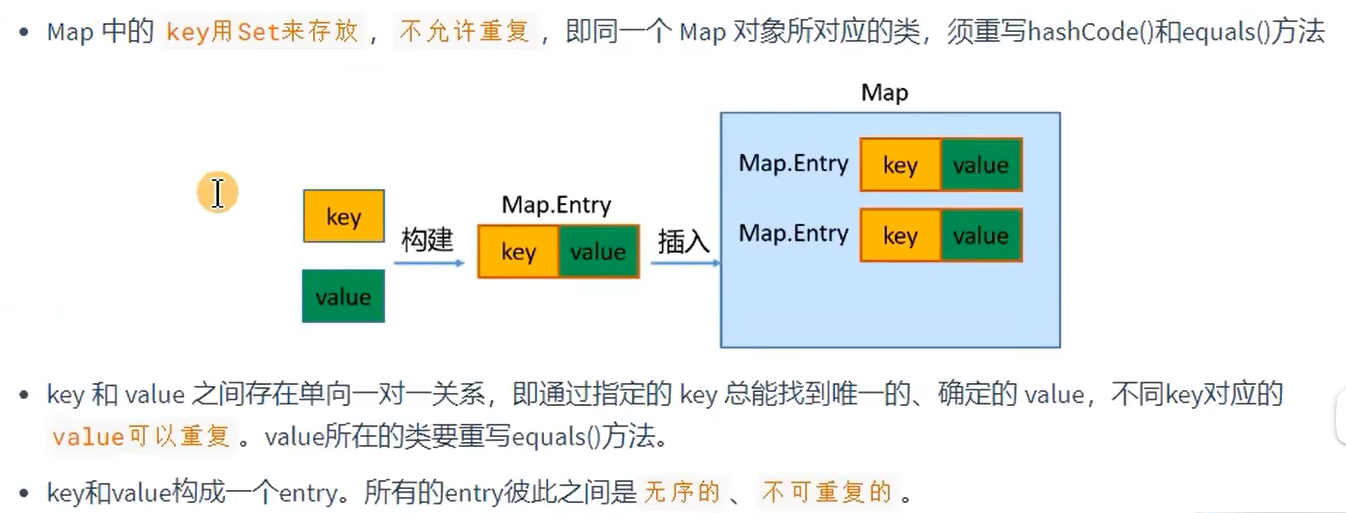 • Map 中的 key用Set来存放，不允许重复，即同一个 Map 对象所对应的类，须重写hashCode()和equals()方法
Map
Map.Entry key value
Map.Entry key value
Map.Entry
key
构建
key value
插入
value
• key 和 value 之间存在单向一对一关系，即通过指定的 key 总能找到唯一的、确定的 value，不同key对应的
value可以重复。value所在的类要重写equals()方法。
• key和value构成一个entry。所有的entry彼此之间是无序的、不可重复的。